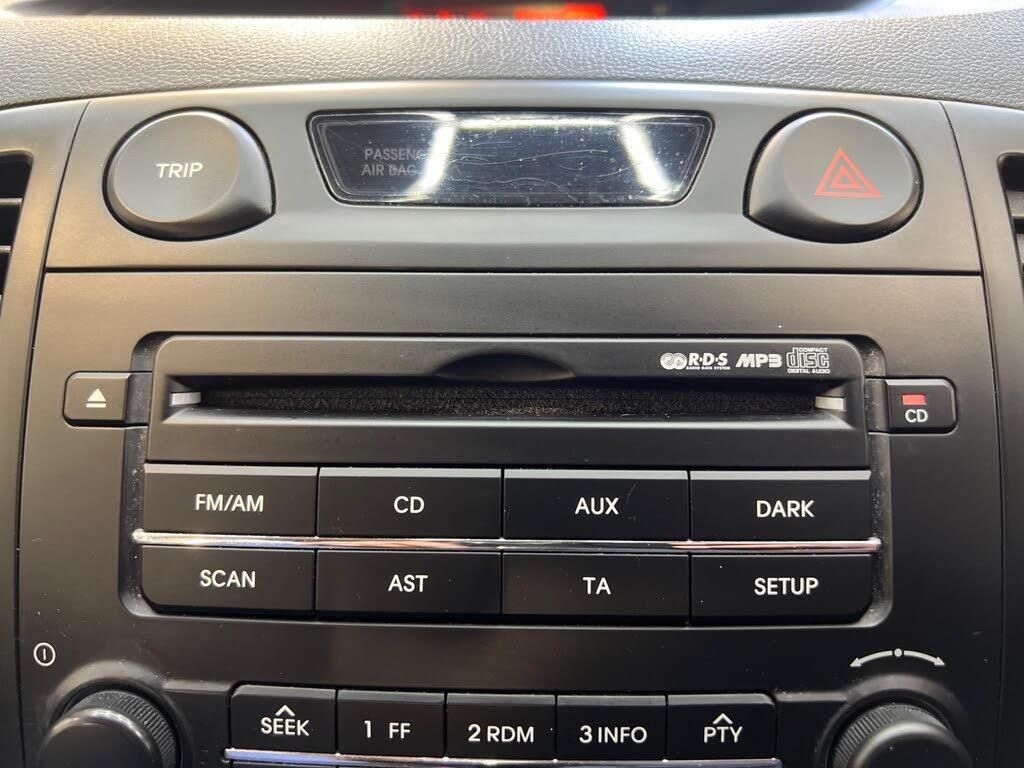 TRIP
PASSENG
AIR BAG
R·D·S
RADIO DATA SYSTEM
MP3
COMPACT
disc
DIGITAL AUDIO
CD
FM/AM
CD
AUX
DARK
SCAN
AST
TA
SETUP
SEEK
1 FF
2 RDM
3 INFO
PTY